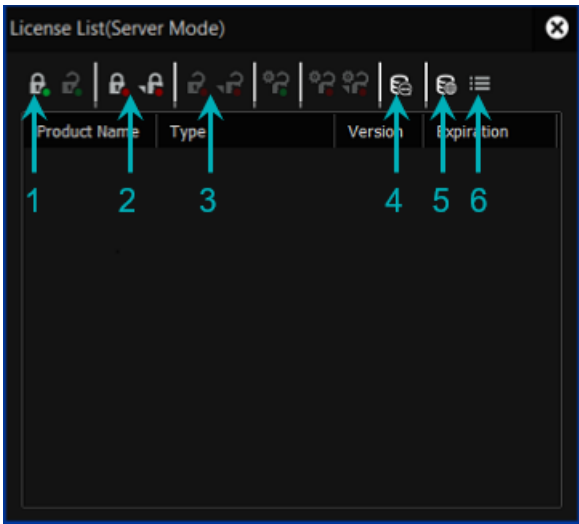 License List(Server Mode)
Product Name Type Version Expiration
1 2 3 4 5 6